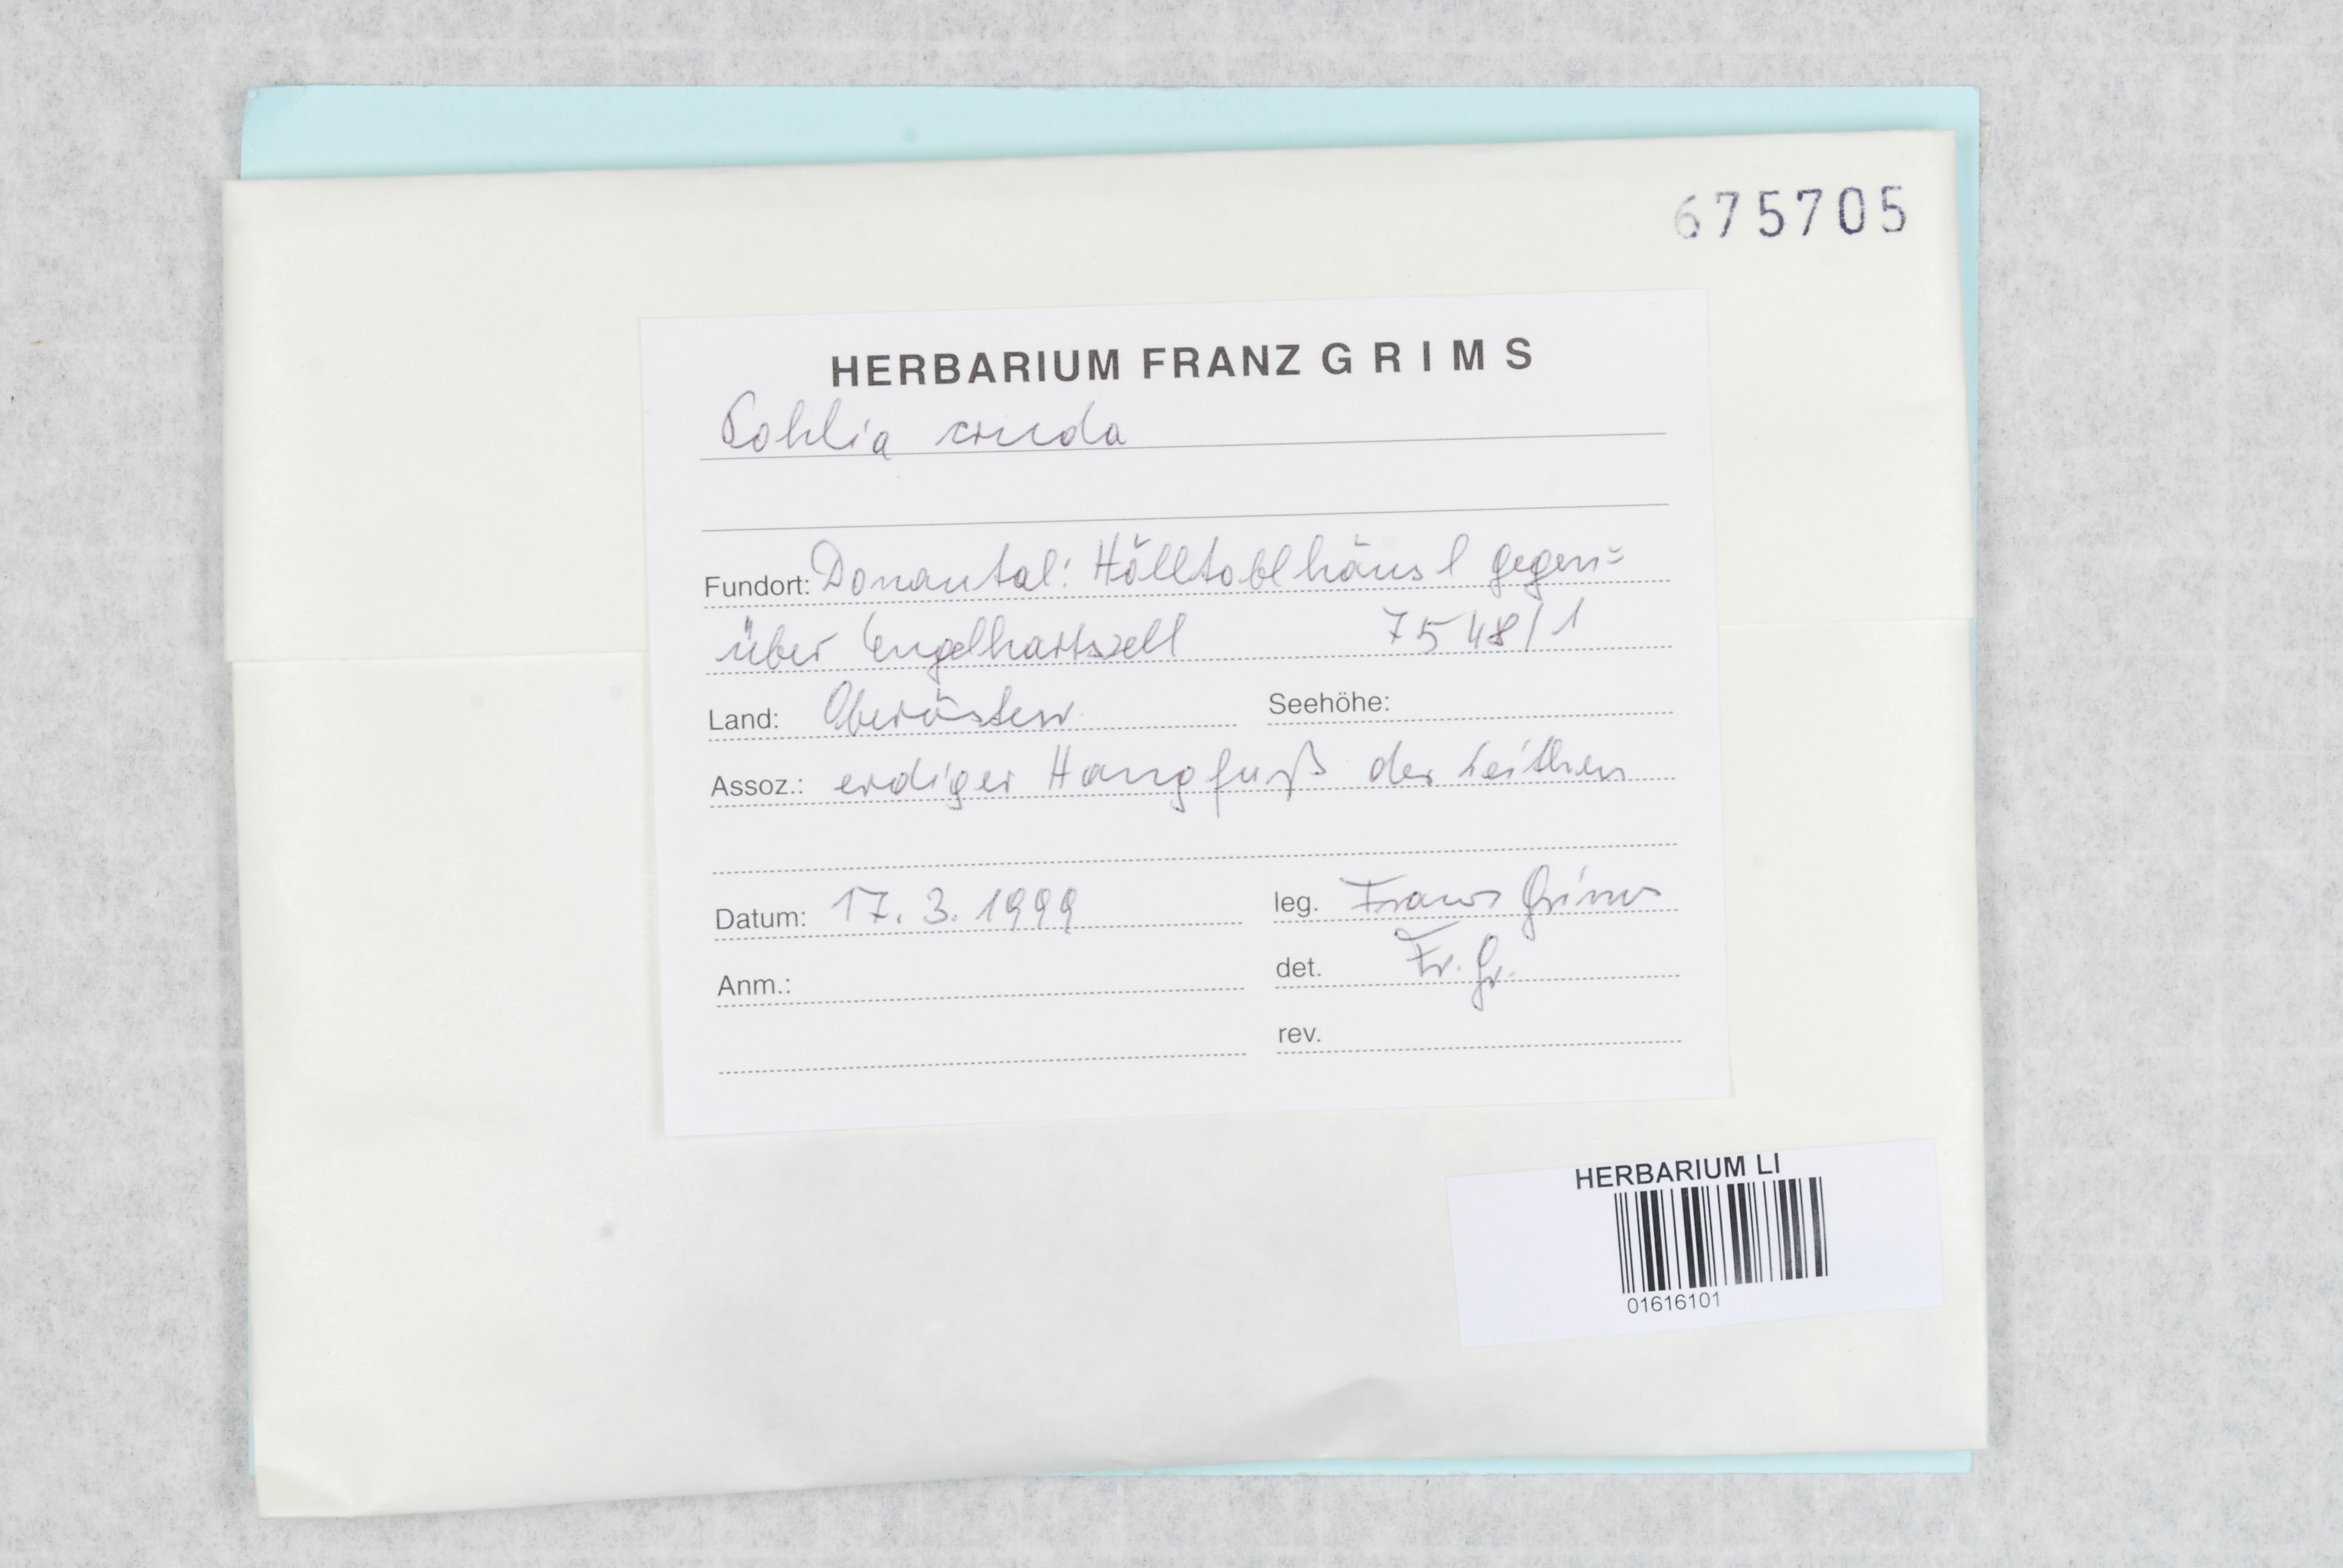 675705
HERBARIUM FRANZ GRIMS
Pohlia cruda
Fundort: Donautal: Hölltoblhäusl gegen=
über Engelhartszell 7548/1
Land: Oberösterr. Seehöhe:
Assoz.: erdiger Hangfuß der Leithen
Datum: 17. 3. 1999 leg. Franz Grims
Anm.: det. Fr. Gr.
rev.
HERBARIUM LI
01616101